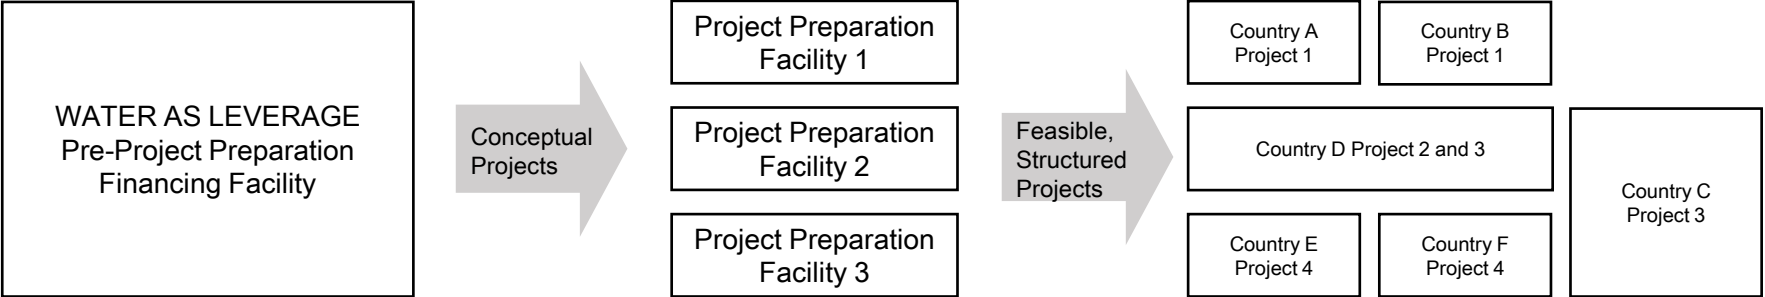 WATER AS LEVERAGE
Pre-Project Preparation
Financing Facility
Conceptual
Projects
Project Preparation
Facility 1
Project Preparation
Facility 2
Project Preparation
Facility 3
Feasible,
Structured
Projects
Country A
Project 1
Country B
Project 1
Country D Project 2 and 3
Country C
Project 3
Country E
Project 4
Country F
Project 4